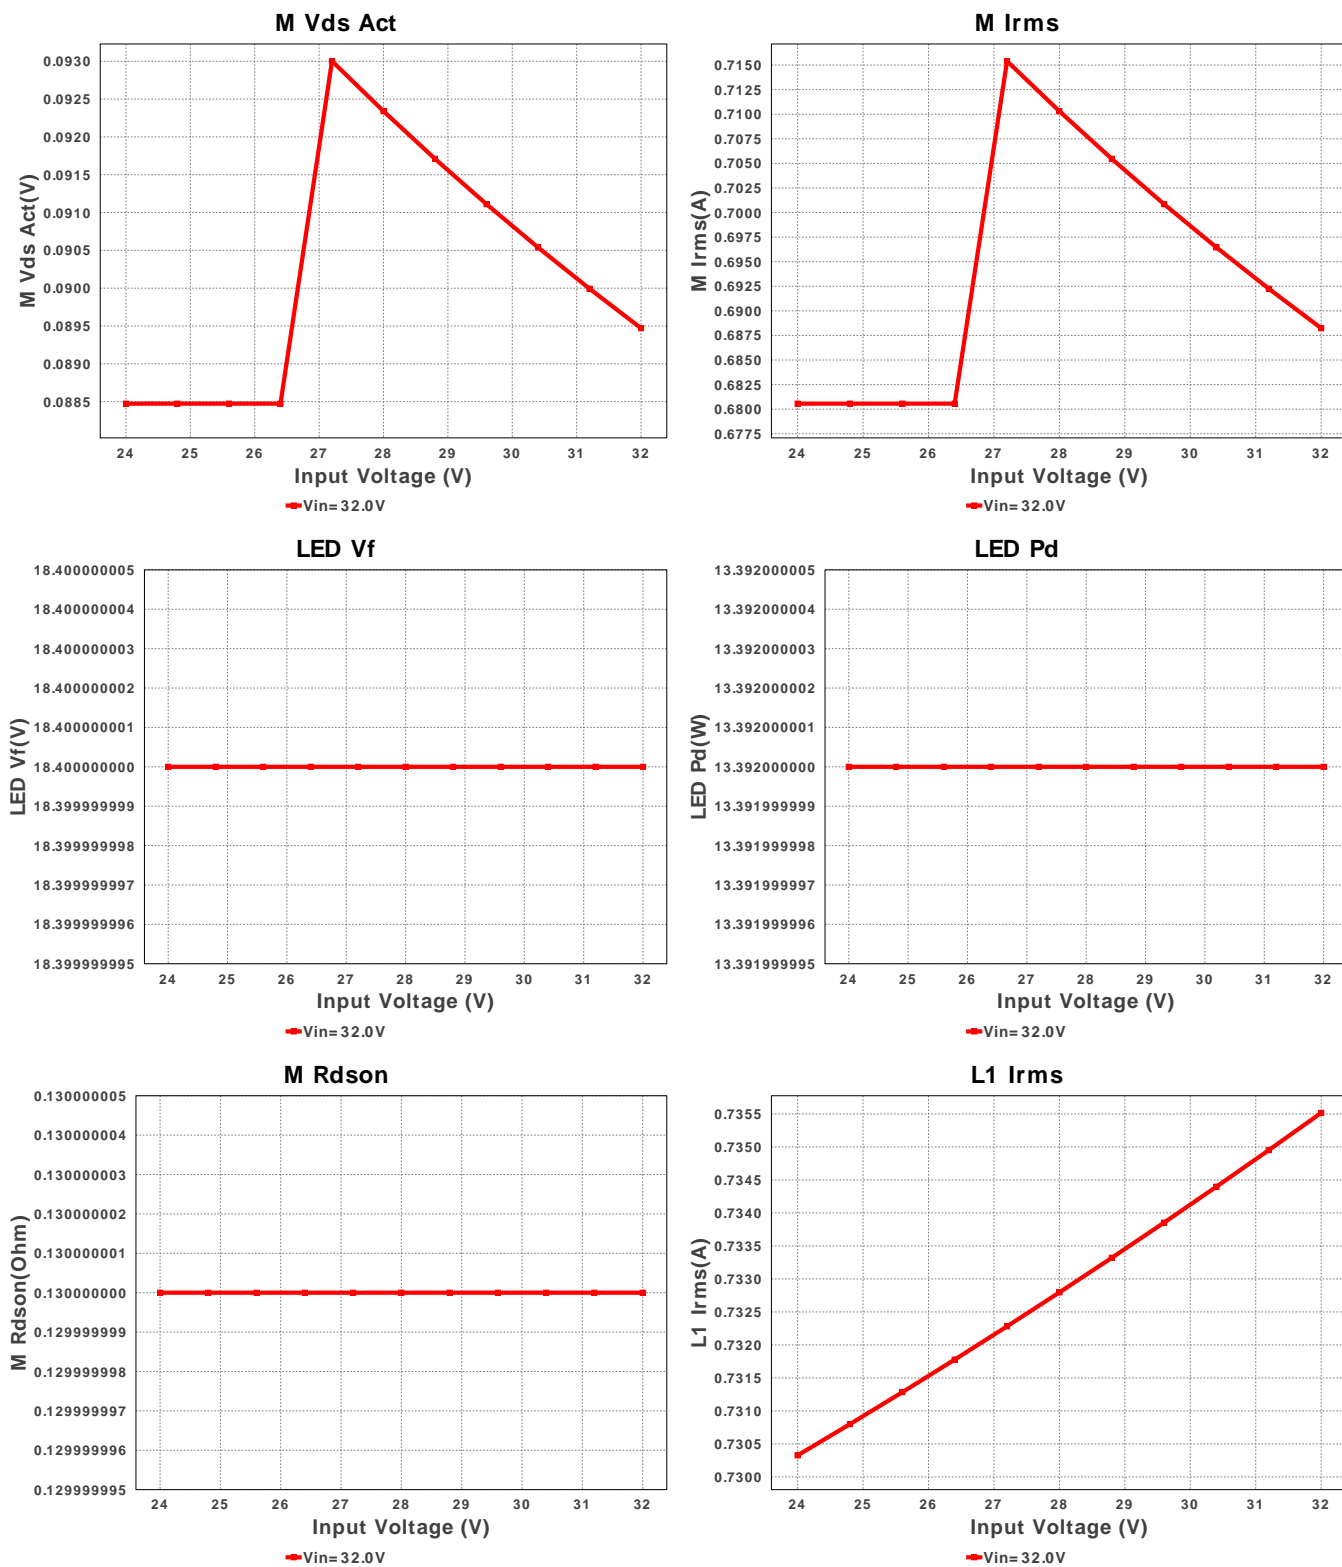 M Vds Act
0.0930
0.0925
0.0920
0.0915
0.0910
0.0905
0.0900
0.0895
0.0890
0.0885
M Vds Act(V)
24 25 26 27 28 29 30 31 32
Input Voltage (V)
Vin=32.0V
M Irms
0.7150
0.7125
0.7100
0.7075
0.7050
0.7025
0.7000
0.6975
0.6950
0.6925
0.6900
0.6875
0.6850
0.6825
0.6800
0.6775
M Irms(A)
24 25 26 27 28 29 30 31 32
Input Voltage (V)
Vin=32.0V
LED Vf
18.400000005
18.400000004
18.400000003
18.400000002
18.400000001
18.400000000
18.399999999
18.399999998
18.399999997
18.399999996
18.399999995
LED Vf(V)
24 25 26 27 28 29 30 31 32
Input Voltage (V)
Vin=32.0V
LED Pd
13.392000005
13.392000004
13.392000003
13.392000002
13.392000001
13.392000000
13.391999999
13.391999998
13.391999997
13.391999996
13.391999995
LED Pd(W)
24 25 26 27 28 29 30 31 32
Input Voltage (V)
Vin=32.0V
M Rdson
0.130000005
0.130000004
0.130000003
0.130000002
0.130000001
0.130000000
0.129999999
0.129999998
0.129999997
0.129999996
0.129999995
M Rdson(Ohm)
24 25 26 27 28 29 30 31 32
Input Voltage (V)
Vin=32.0V
L1 Irms
0.7355
0.7350
0.7345
0.7340
0.7335
0.7330
0.7325
0.7320
0.7315
0.7310
0.7305
0.7300
L1 Irms(A)
24 25 26 27 28 29 30 31 32
Input Voltage (V)
Vin=32.0V